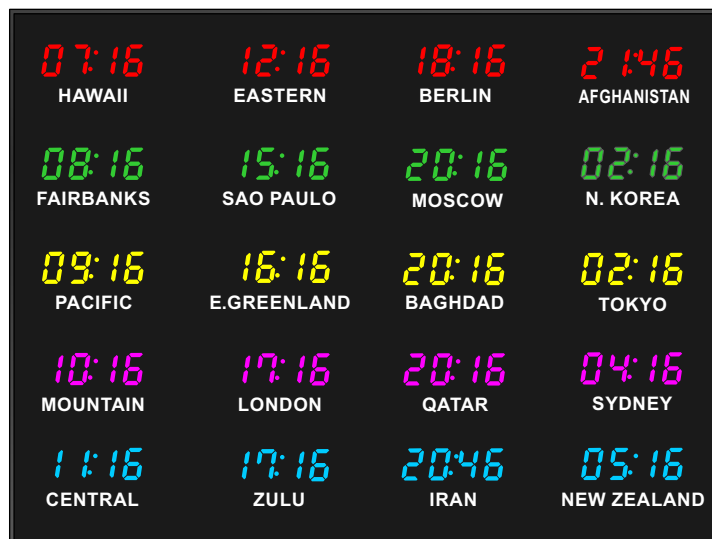 07:16 12:16 18:16 21:46
HAWAII EASTERN BERLIN AFGHANISTAN
08:16 15:16 20:16 02:16
FAIRBANKS SAO PAULO MOSCOW N. KOREA
09:16 16:16 20:16 02:16
PACIFIC E.GREENLAND BAGHDAD TOKYO
10:16 17:16 20:16 04:16
MOUNTAIN LONDON QATAR SYDNEY
11:16 17:16 20:46 05:16
CENTRAL ZULU IRAN NEW ZEALAND